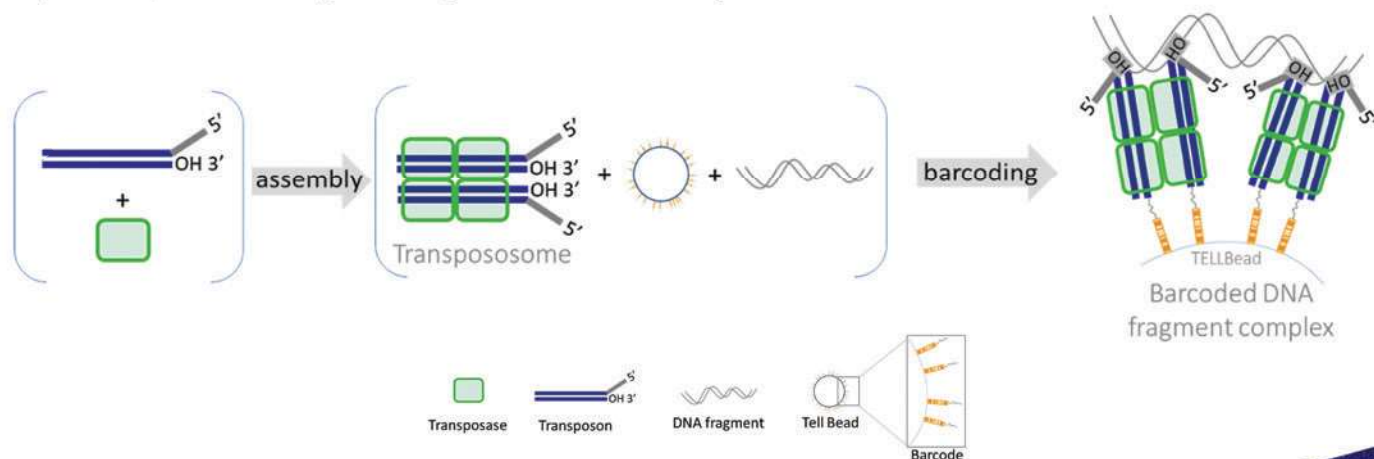 5'
OH 3'
+
assembly
5'
OH 3'
OH 3'
5'
Transpososome
+
+
barcoding
OH
HO
OH
HO
5'
5'
5'
5'
TELLBead
Barcoded DNA
fragment complex
5'
OH 3'
Transposase
Transposon
DNA fragment
Tell Bead
Barcode